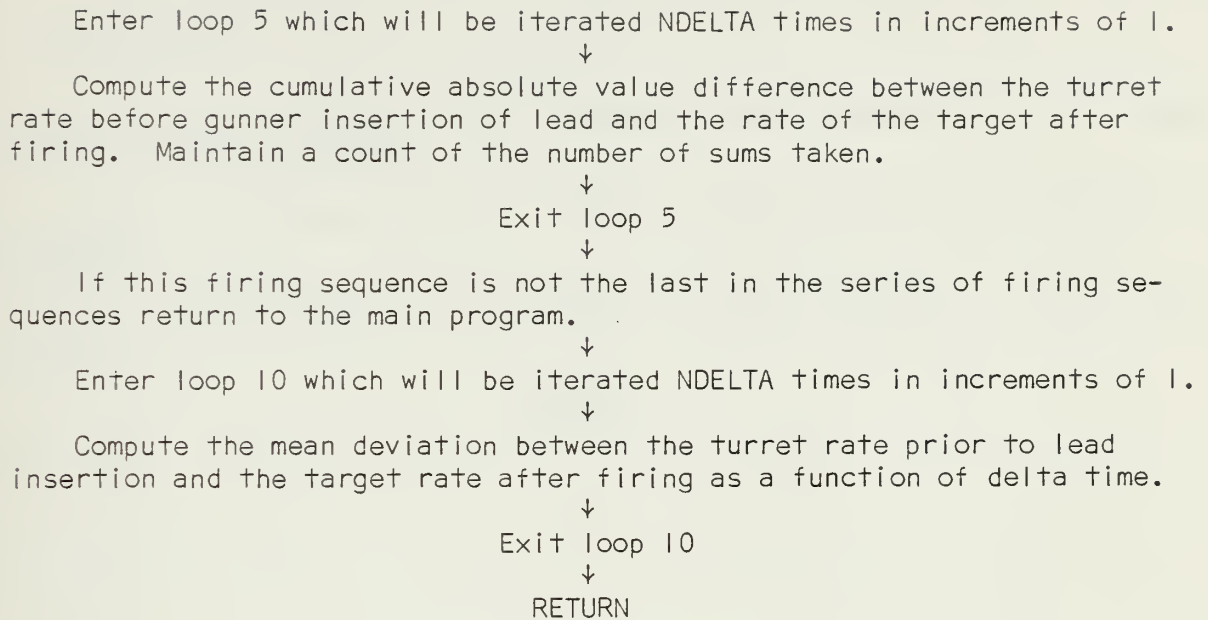 Enter loop 5 which will be iterated NDELTA times in increments of 1.
↓
Compute the cumulative absolute value difference between the turret
rate before gunner insertion of lead and the rate of the target after
firing. Maintain a count of the number of sums taken.
↓
Exit loop 5
↓
If this firing sequence is not the last in the series of firing se-
quences return to the main program.
↓
Enter loop 10 which will be iterated NDELTA times in increments of 1.
↓
Compute the mean deviation between the turret rate prior to lead
insertion and the target rate after firing as a function of delta time.
↓
Exit loop 10
↓
RETURN